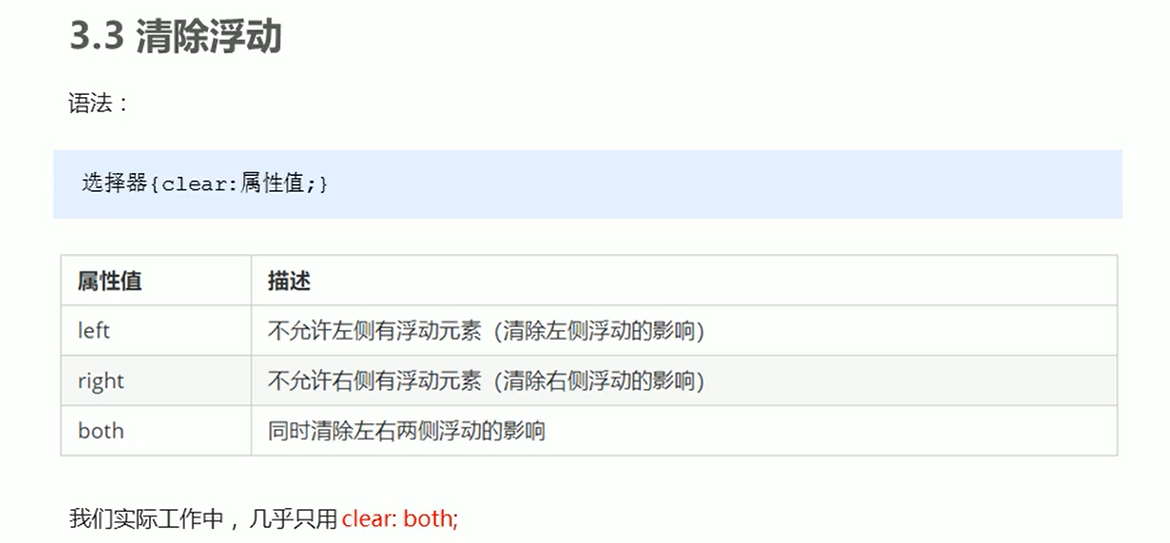 3.3 清除浮动
语法：
选择器{clear:属性值;}
属性值 描述
left 不允许左侧有浮动元素（清除左侧浮动的影响）
right 不允许右侧有浮动元素（清除右侧浮动的影响）
both 同时清除左右两侧浮动的影响
我们实际工作中，几乎只用 clear: both;